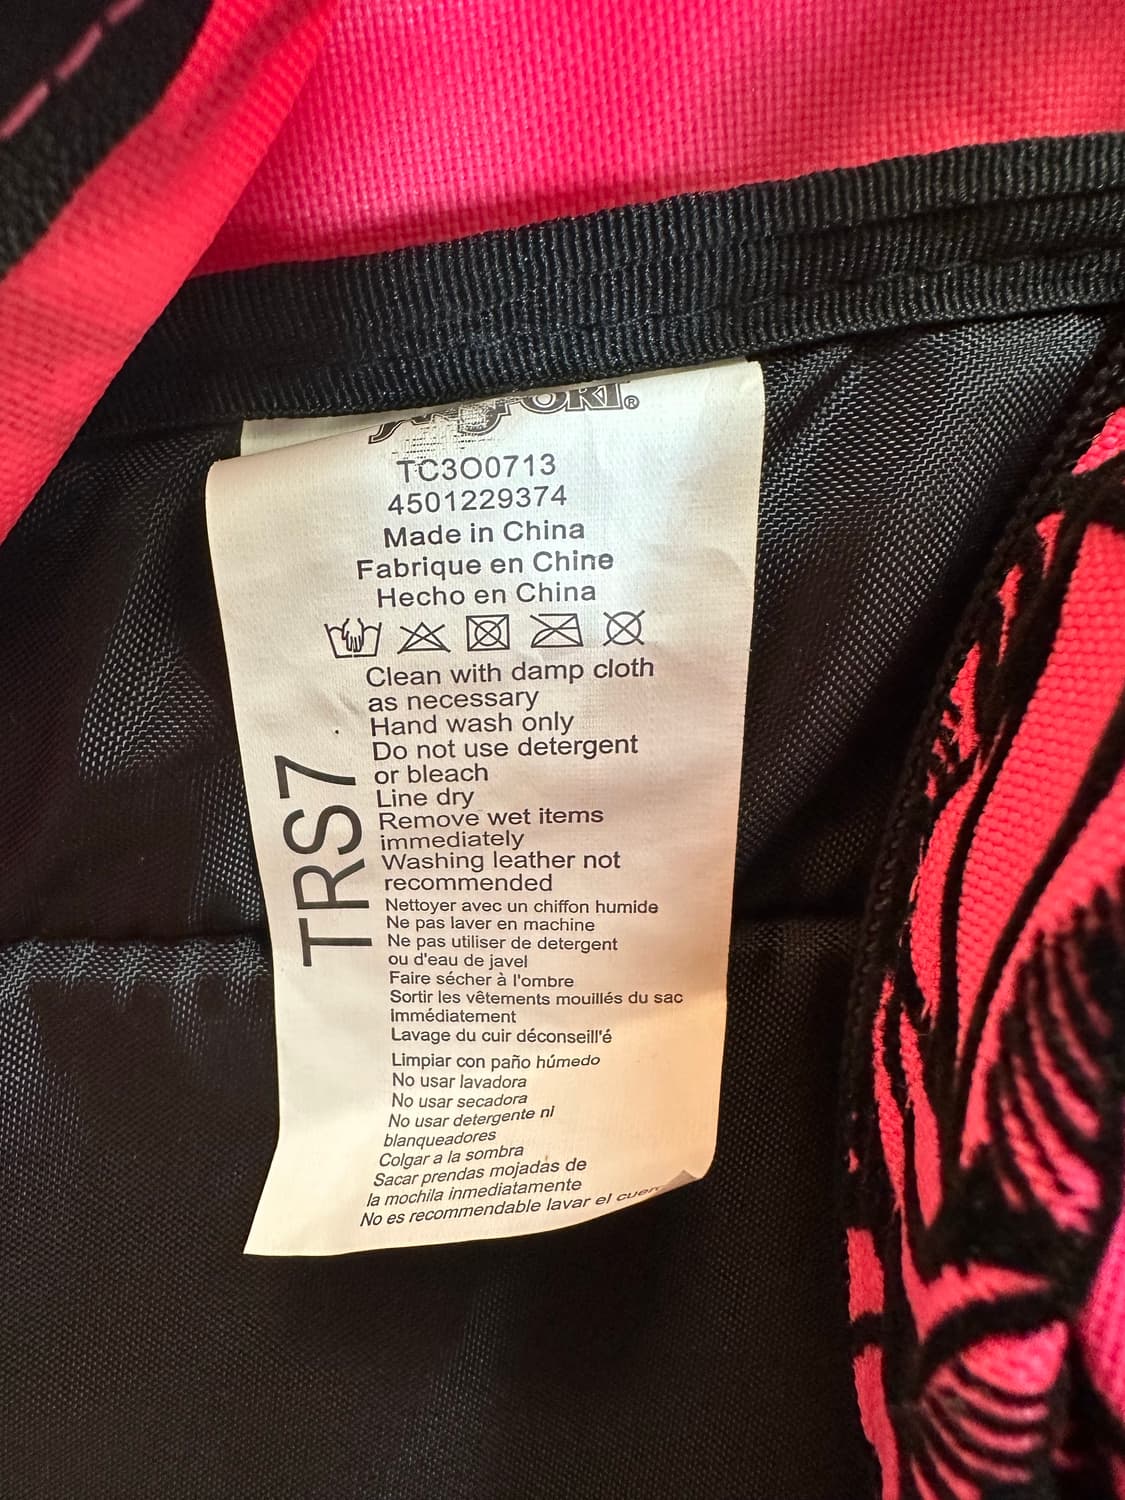 JANSPORT®
TC3O0713
4501229374
Made in China
Fabrique en Chine
Hecho en China
Clean with damp cloth
as necessary
Hand wash only
Do not use detergent
or bleach
Line dry
Remove wet items
immediately
Washing leather not
recommended
Nettoyer avec un chiffon humide
Ne pas laver en machine
Ne pas utiliser de detergent
ou d'eau de javel
Faire sécher à l'ombre
Sortir les vêtements mouillés du sac
immédiatement
Lavage du cuir déconseill'é
Limpiar con paño húmedo
No usar lavadora
No usar secadora
No usar detergente ni
blanqueadores
Colgar a la sombra
Sacar prendas mojadas de
la mochila inmediatamente
No es recommendable lavar el
TRS7